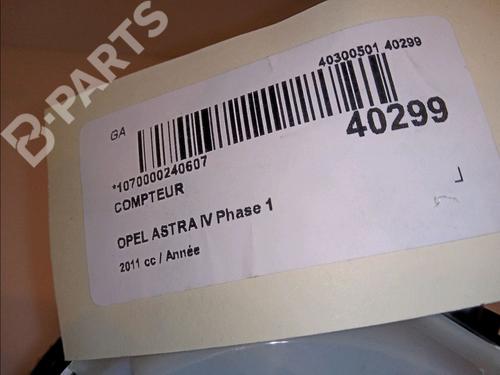 B-PARTS
GA
40300501 40299
40299
*1070000240607
COMPTEUR
OPEL ASTRA IV Phase 1
2011 cc / Année